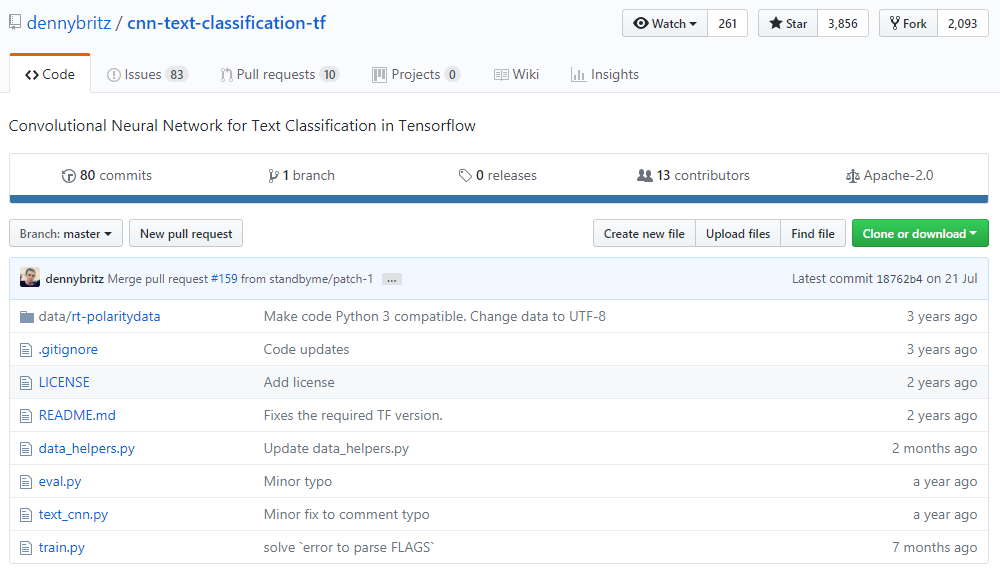 dennybritz / cnn-text-classification-tf Watch 261 Star 3,856 Fork 2,093
Code Issues 83 Pull requests 10 Projects 0 Wiki Insights
Convolutional Neural Network for Text Classification in Tensorflow
80 commits 1 branch 0 releases 13 contributors Apache-2.0
Branch: master New pull request Create new file Upload files Find file Clone or download
dennybritz Merge pull request #159 from standbyme/patch-1 ... Latest commit 18762b4 on 21 Jul
data/rt-polaritydata Make code Python 3 compatible. Change data to UTF-8 3 years ago
.gitignore Code updates 3 years ago
LICENSE Add license 2 years ago
README.md Fixes the required TF version. 2 years ago
data_helpers.py Update data_helpers.py 2 months ago
eval.py Minor typo a year ago
text_cnn.py Minor fix to comment typo a year ago
train.py solve `error to parse FLAGS` 7 months ago